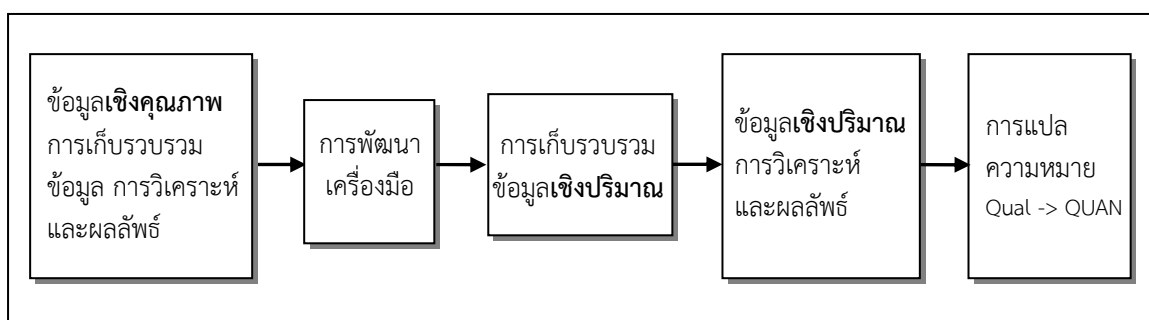 ข้อมูลเชิงคุณภาพ
การเก็บรวบรวม
ข้อมูล การวิเคราะห์
และผลลัพธ์
การพัฒนา
เครื่องมือ
การเก็บรวบรวม
ข้อมูลเชิงปริมาณ
ข้อมูลเชิงปริมาณ
การวิเคราะห์
และผลลัพธ์
การแปล
ความหมาย
Qual -> QUAN